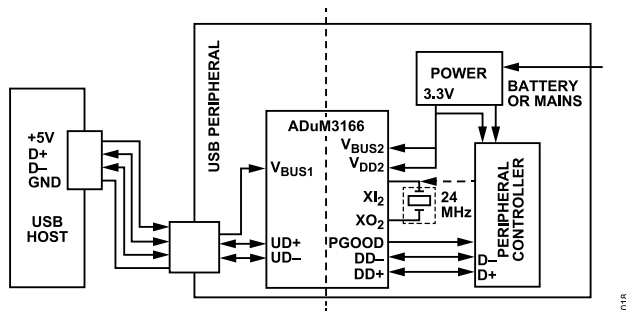 USB PERIPHERAL
POWER
3.3V
BATTERY
OR MAINS
ADuM3166
+5V
D+
D–
GND
USB
HOST
VBUS1
UD+
UD–
VBUS2
VDD2
XI2
XO2
PGOOD
DD–
DD+
24
MHz
PERIPHERAL
CONTROLLER
D–
D+
018